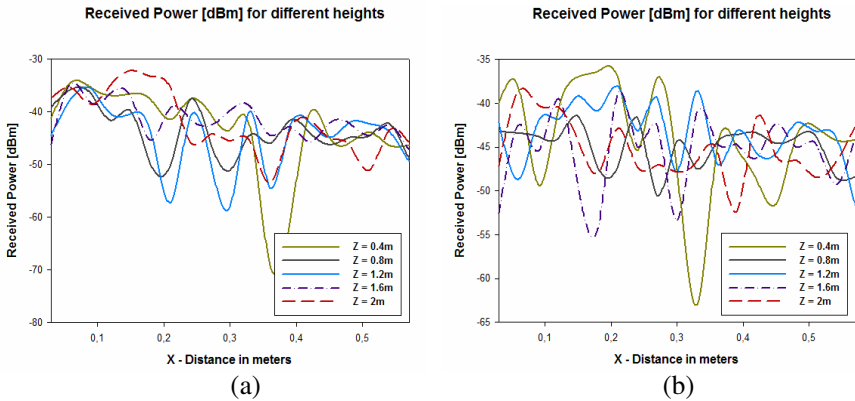 Received Power [dBm] for different heights
Received Power [dBm]
-30
-40
-50
-60
-70
-80
0,1
0,2
0,3
0,4
0,5
X - Distance in meters
Z = 0.4m
Z = 0.8m
Z = 1.2m
Z = 1.6m
Z = 2m
(a)
Received Power [dBm] for different heights
Received Power [dBm]
-35
-40
-45
-50
-55
-60
-65
0,1
0,2
0,3
0,4
0,5
X - Distance in meters
Z = 0.4m
Z = 0.8m
Z = 1.2m
Z = 1.6m
Z = 2m
(b)